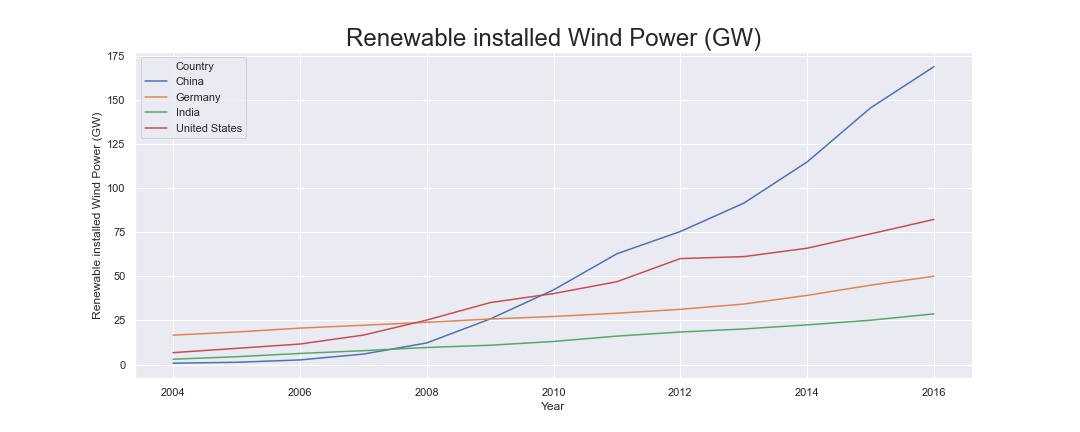 Renewable installed Wind Power (GW)
175
150
125
100
75
50
25
0
Renewable installed Wind Power (GW)
Country
China
Germany
India
United States
2004 2006 2008 2010 2012 2014 2016
Year